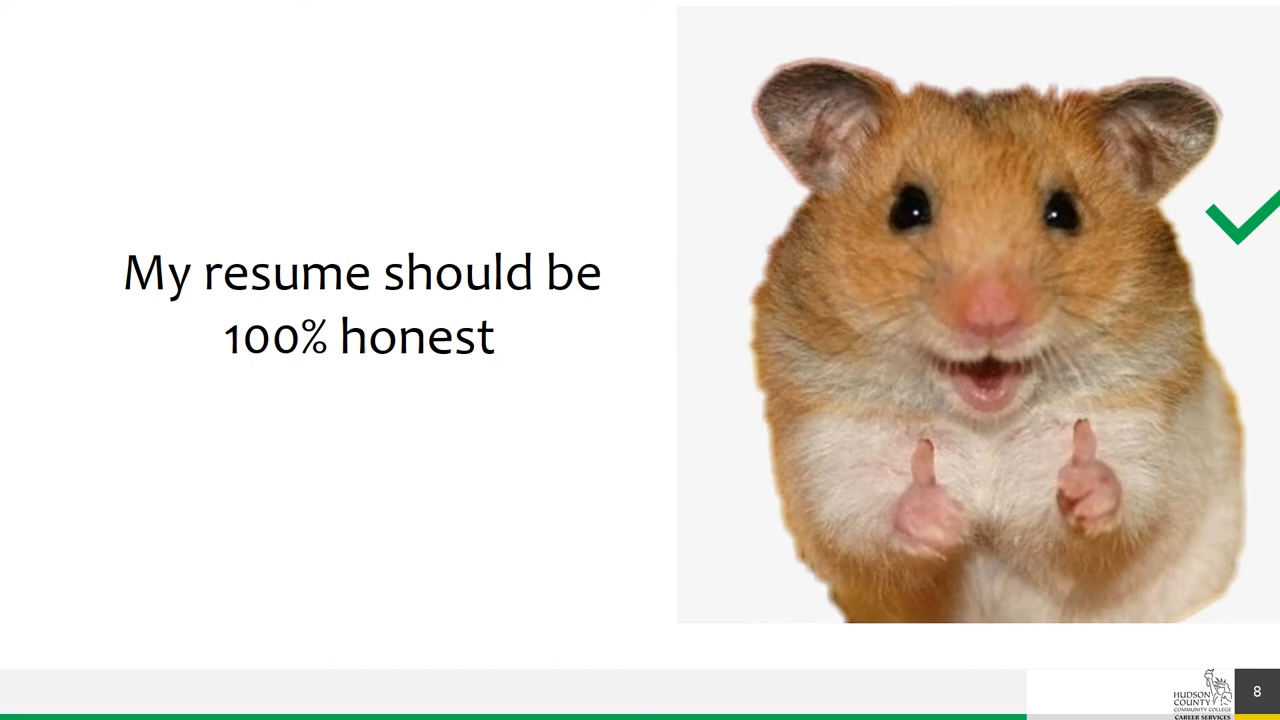 My resume should be
100% honest
HUDSON
COUNTY
COMMUNITY COLLEGE
CAREER SERVICES
8